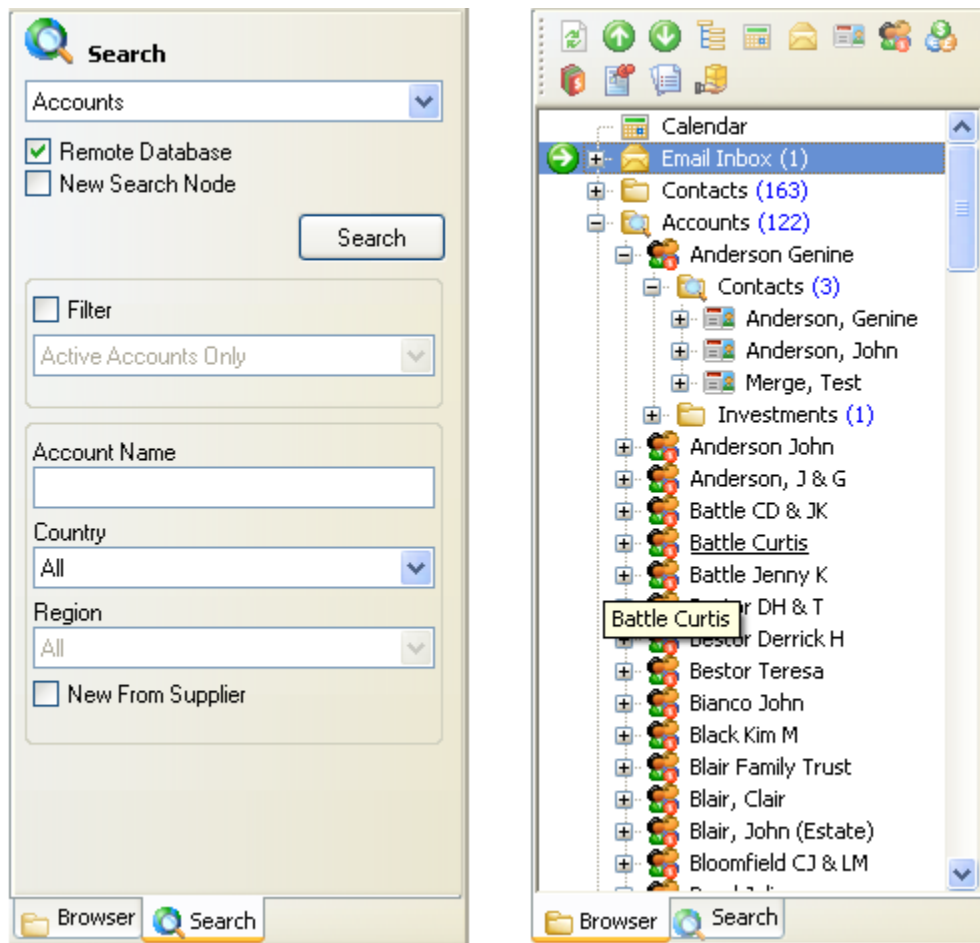 Search
Accounts
Remote Database
New Search Node
Search
Filter
Active Accounts Only
Account Name
Country
All
Region
All
New From Supplier
Browser
Search
Calendar
Email Inbox (1)
Contacts (163)
Accounts (122)
Anderson Genine
Contacts (3)
Anderson, Genine
Anderson, John
Merge, Test
Investments (1)
Anderson John
Anderson, J & G
Battle CD & JK
Battle Curtis
Battle Jenny K
DH & T
Battle Curtis
Bestor Derrick H
Bestor Teresa
Bianco John
Black Kim M
Blair Family Trust
Blair, Clair
Blair, John (Estate)
Bloomfield CJ & LM
Browser
Search